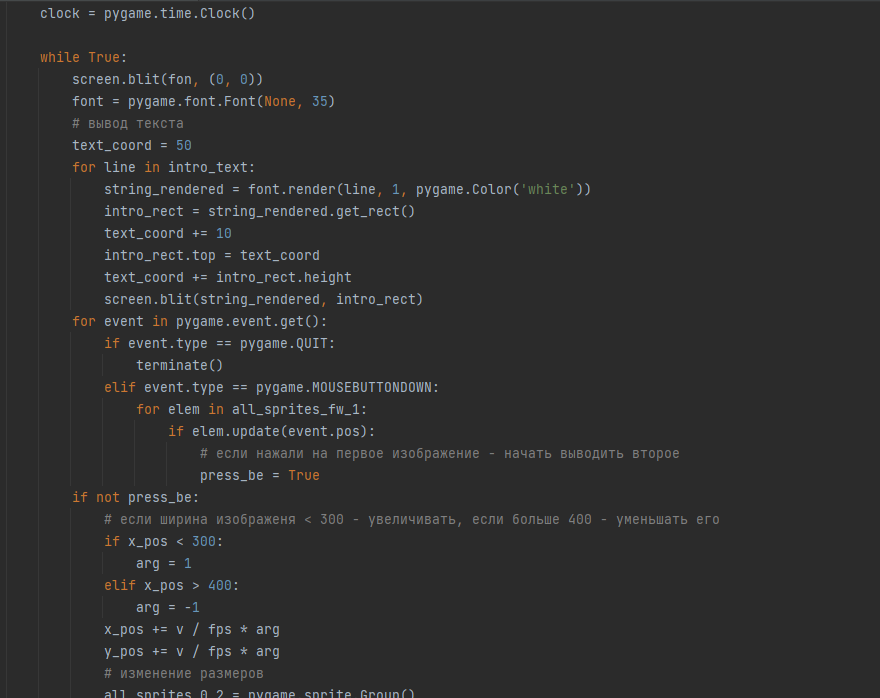 clock = pygame.time.Clock()
while True:
screen.blit(fon, (0, 0))
font = pygame.font.Font(None, 35)
# вывод текста
text_coord = 50
for line in intro_text:
string_rendered = font.render(line, 1, pygame.Color('white'))
intro_rect = string_rendered.get_rect()
text_coord += 10
intro_rect.top = text_coord
text_coord += intro_rect.height
screen.blit(string_rendered, intro_rect)
for event in pygame.event.get():
if event.type == pygame.QUIT:
terminate()
elif event.type == pygame.MOUSEBUTTONDOWN:
for elem in all_sprites_fw_1:
if elem.update(event.pos):
# если нажали на первое изображение - начать выводить второе
press_be = True
if not press_be:
# если ширина изображеня < 300 - увеличивать, если больше 400 - уменьшать его
if x_pos < 300:
arg = 1
elif x_pos > 400:
arg = -1
x_pos += v / fps * arg
y_pos += v / fps * arg
# изменение размеров
all_sprites_0_2 = pygame.sprite.Group()